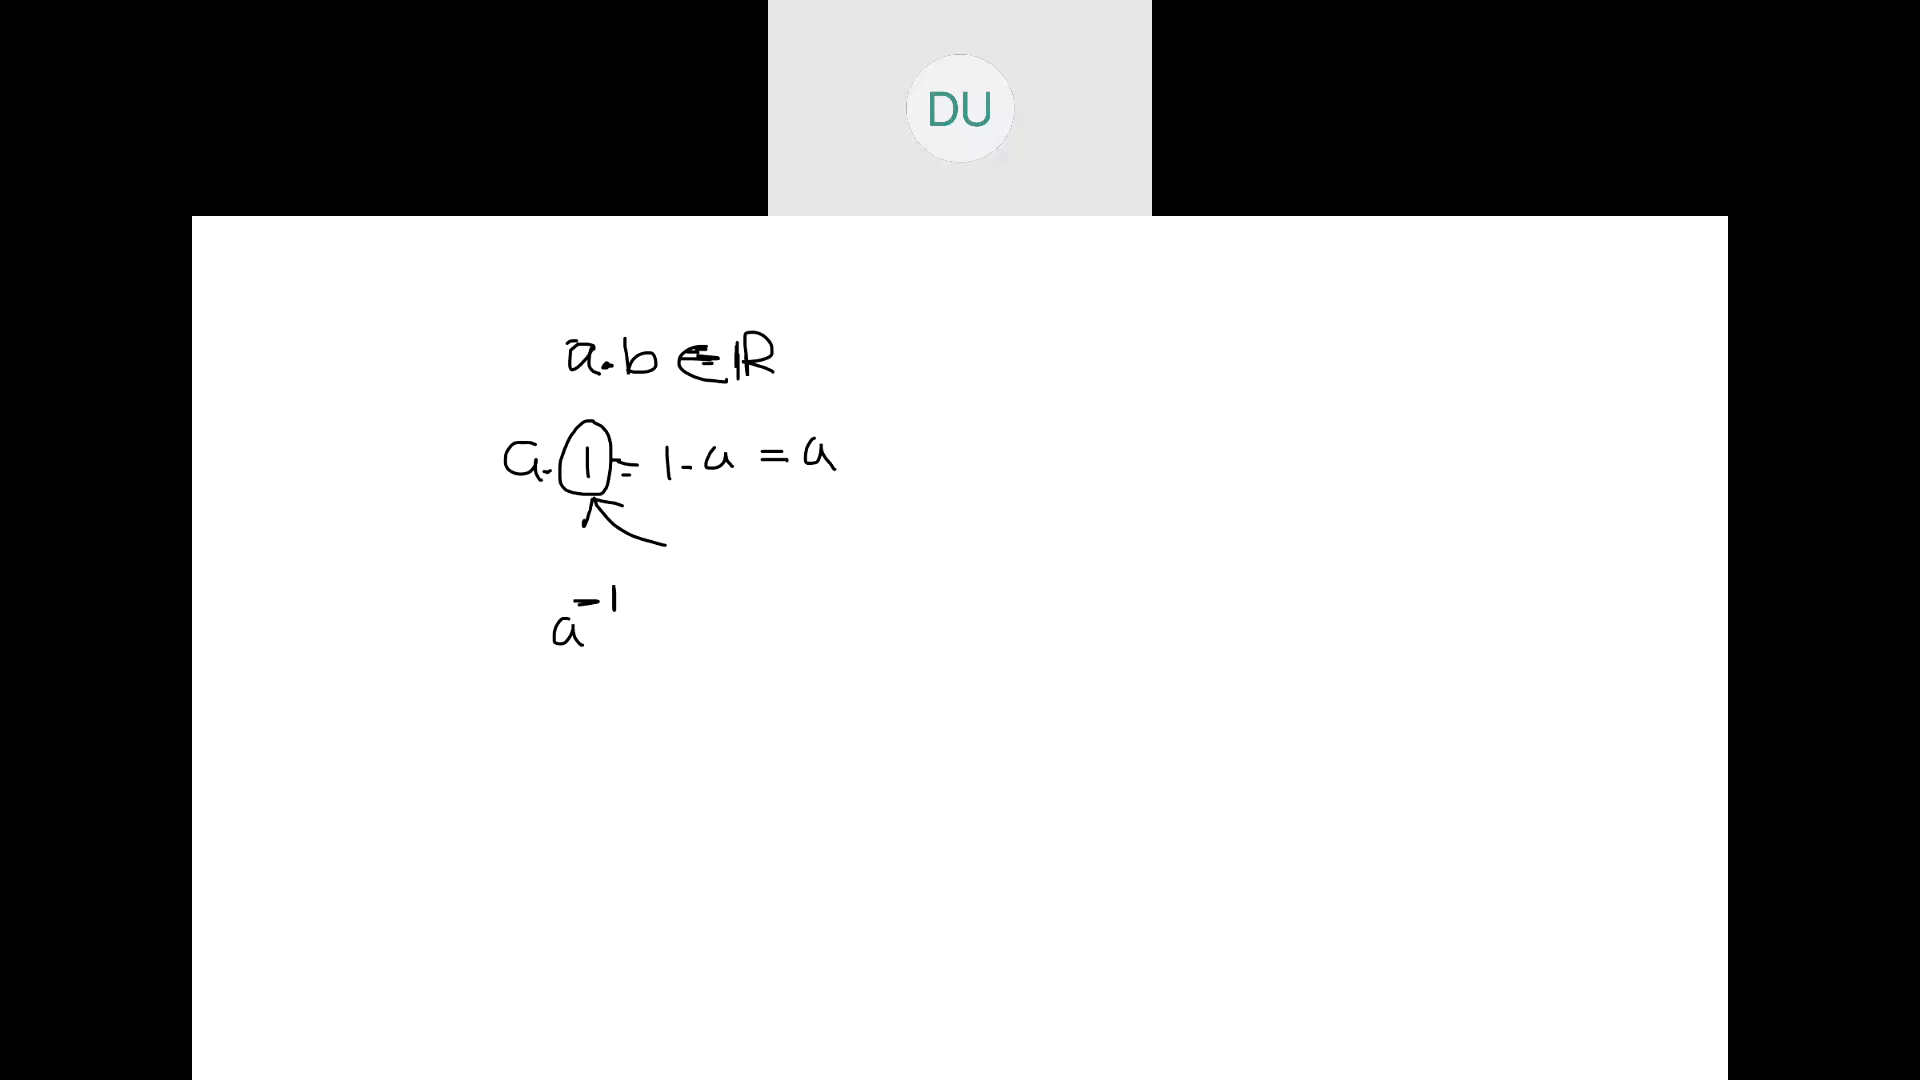 DU
a.b ∈ ℝ
a.1 = 1.a = a
a⁻¹